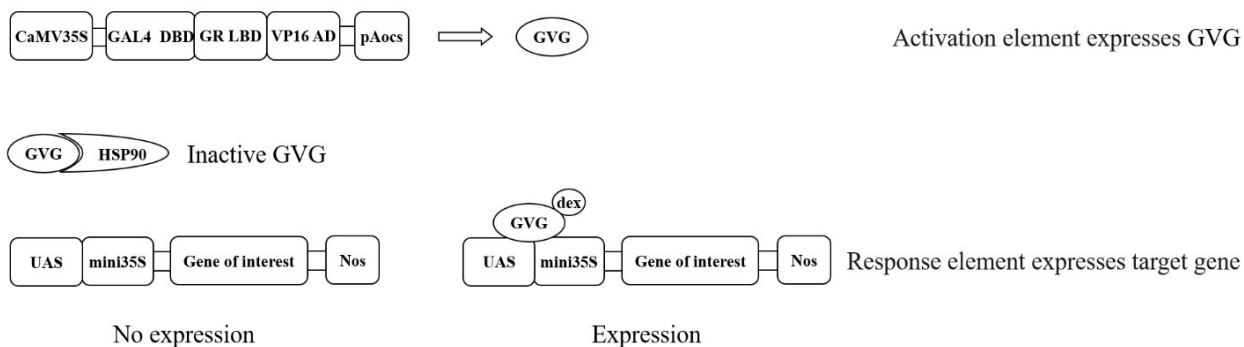 CaMV35S GAL4 DBD GR LBD VP16 AD pAocs GVG Activation element expresses GVG
GVG HSP90 Inactive GVG
dex
GVG
UAS mini35S Gene of interest Nos UAS mini35S Gene of interest Nos Response element expresses target gene
No expression Expression